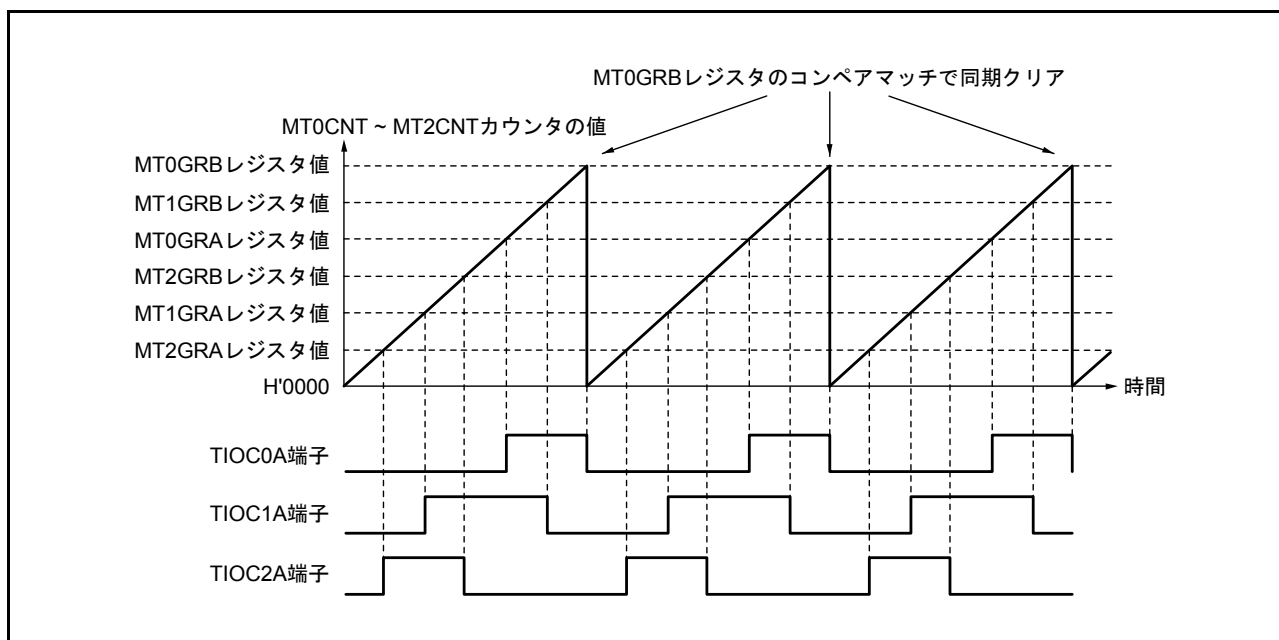 MT0GRBレジスタのコンペアマッチで同期クリア
MT0CNT ~ MT2CNTカウンタの値
MT0GRBレジスタ値
MT1GRBレジスタ値
MT0GRAレジスタ値
MT2GRBレジスタ値
MT1GRAレジスタ値
MT2GRAレジスタ値
H'0000
時間
TIOC0A端子
TIOC1A端子
TIOC2A端子